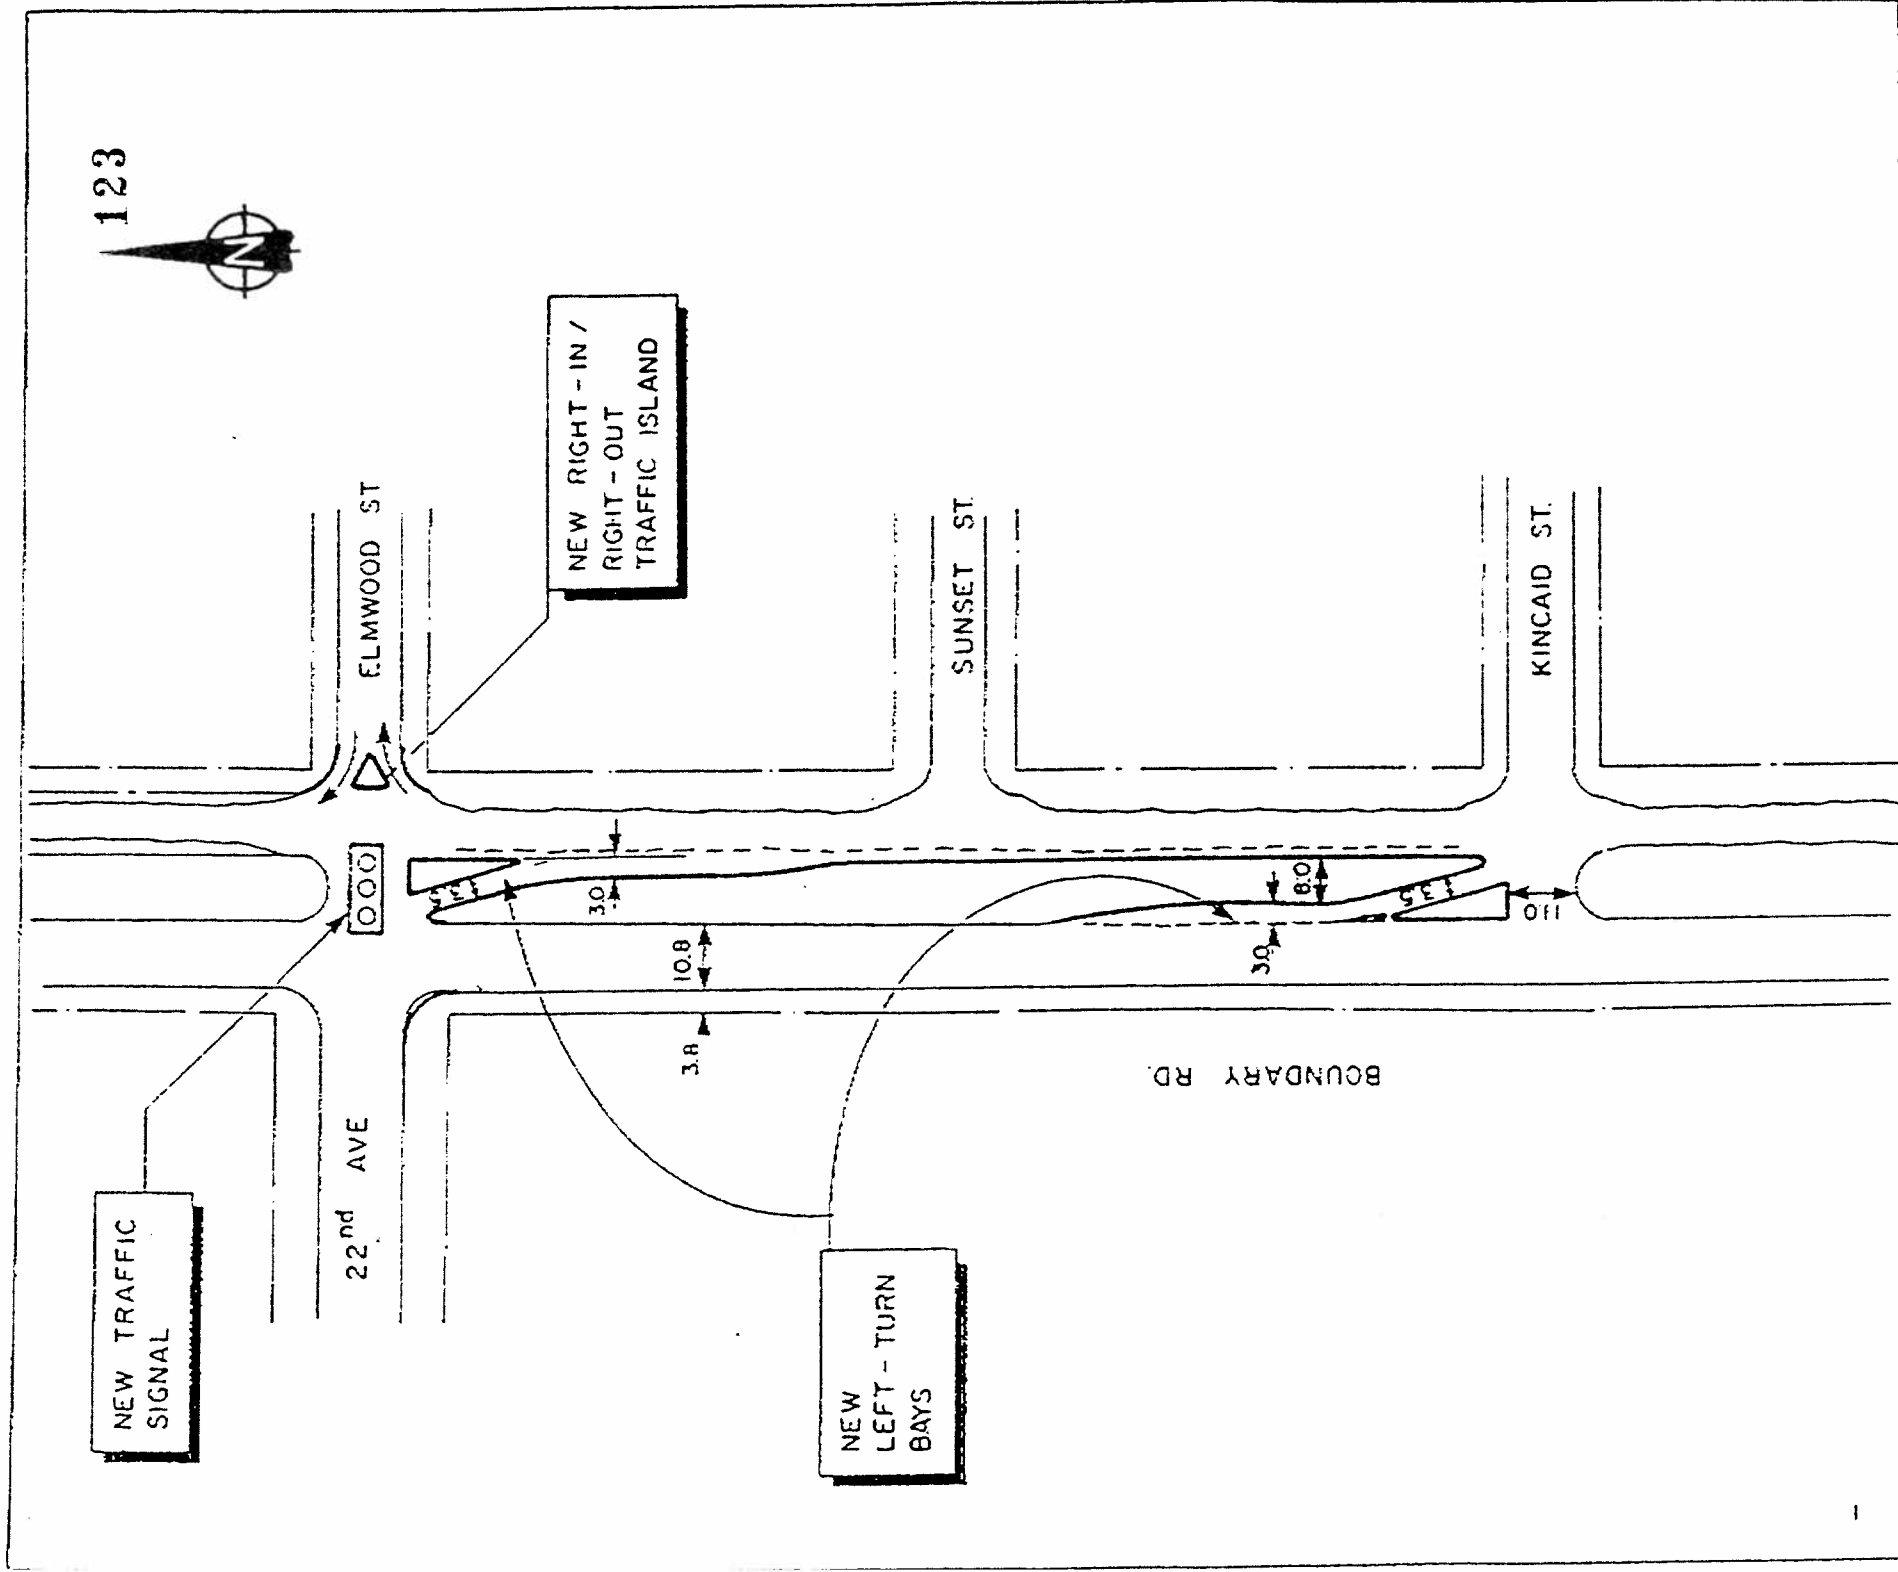 123
N
NEW RIGHT-IN /
RIGHT-OUT
TRAFFIC ISLAND
ELMWOOD ST
SUNSET ST.
KINCAID ST.
NEW TRAFFIC
SIGNAL
22nd AVE
3.0
3.5
10.8
3.8
8.0
3.5
3.0
11.0
BOUNDARY RD.
NEW
LEFT-TURN
BAYS